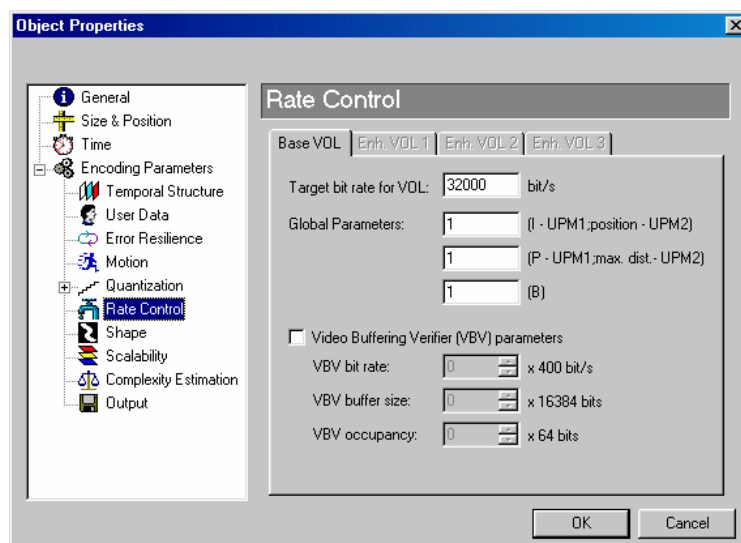 Object Properties
General
Size & Position
Time
Encoding Parameters
Temporal Structure
User Data
Error Resilience
Motion
Quantization
Rate Control
Shape
Scalability
Complexity Estimation
Output
Rate Control
Base VOL Enh. VOL 1 Enh. VOL 2 Enh. VOL 3
Target bit rate for VOL: 32000 bit/s
Global Parameters: 1 (I - UPM1;position - UPM2)
1 (P - UPM1;max. dist.- UPM2)
1 (B)
Video Buffering Verifier (VBV) parameters
VBV bit rate: 0 x 400 bit/s
VBV buffer size: 0 x 16384 bits
VBV occupancy: 0 x 64 bits
OK Cancel